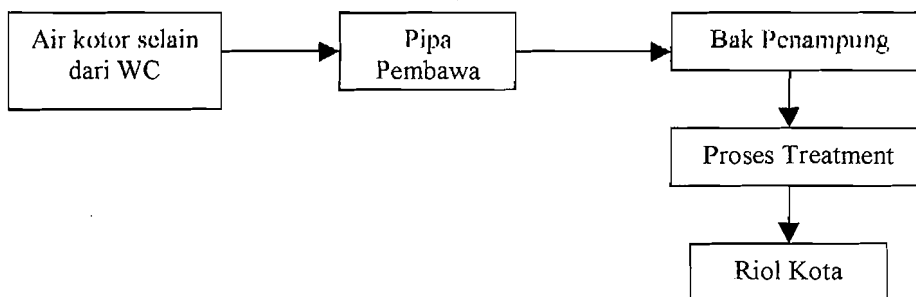 Air kotor selain
dari WC
Pipa
Pembawa
Bak Penampung
Proses Treatment
Riol Kota